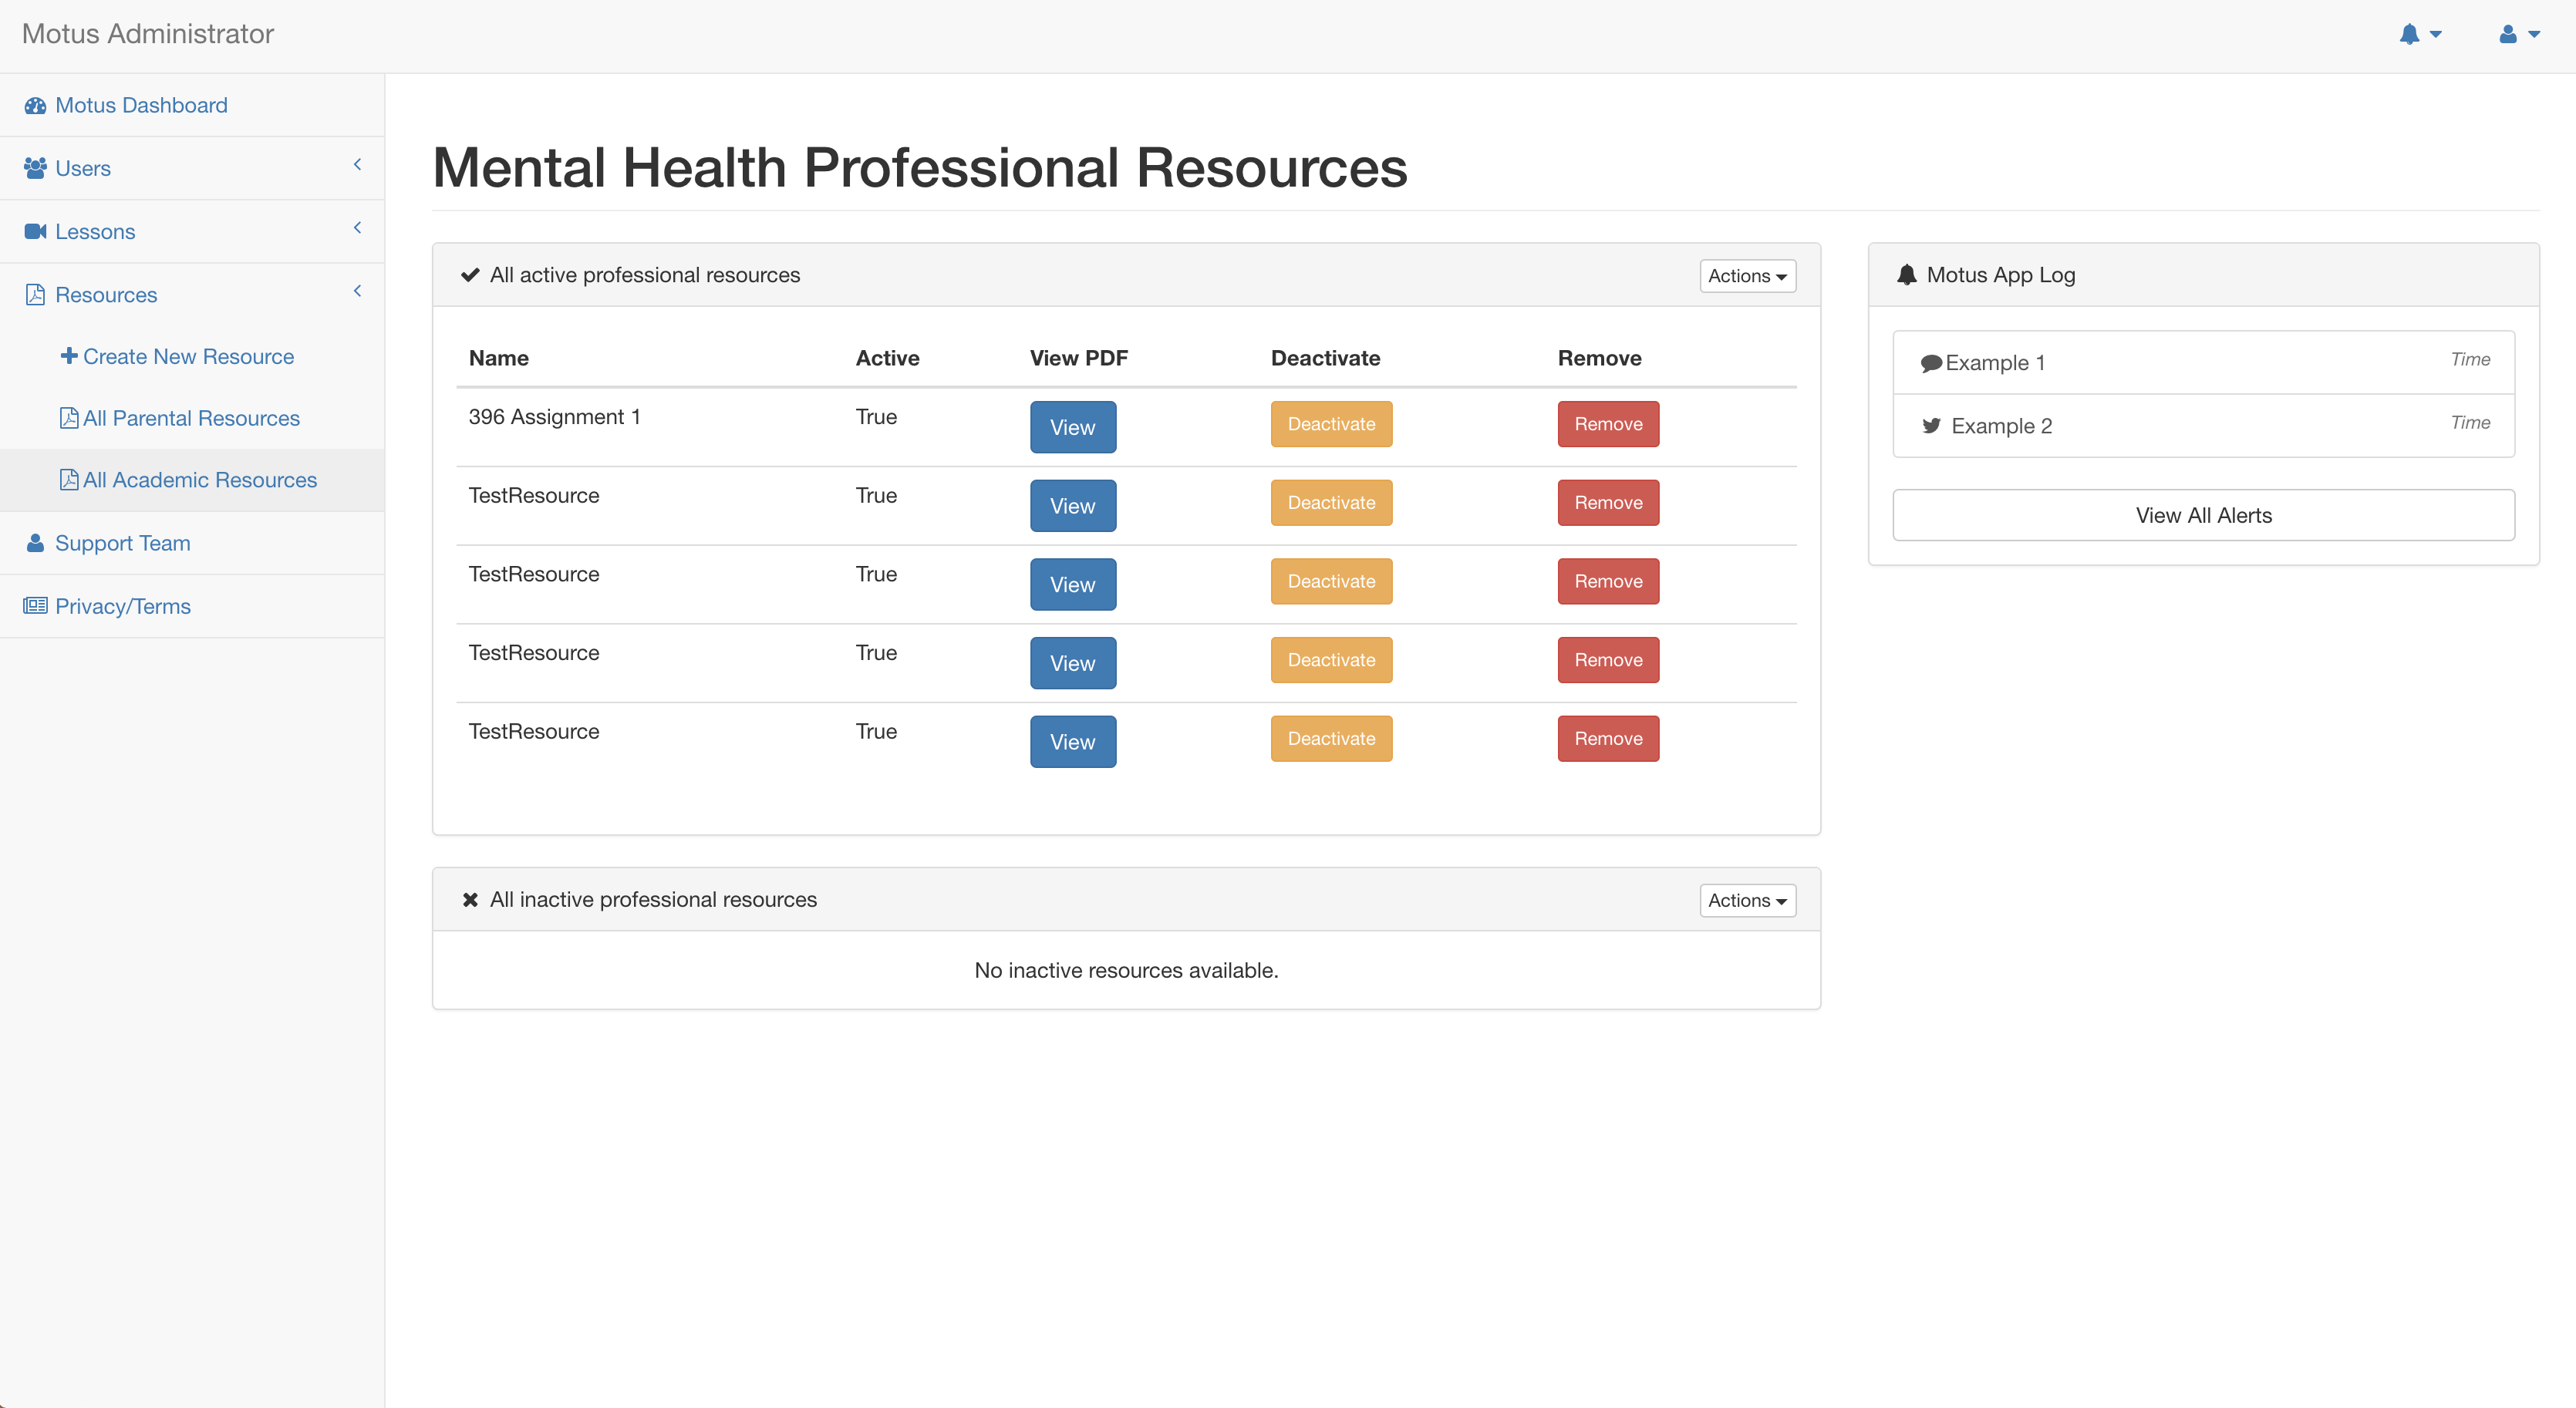 Motus Administrator
Motus Dashboard
Users
Lessons
Resources
Create New Resource
All Parental Resources
All Academic Resources
Support Team
Privacy/Terms
Mental Health Professional Resources
All active professional resources Actions
Name Active View PDF Deactivate Remove
396 Assignment 1 True View Deactivate Remove
TestResource True View Deactivate Remove
TestResource True View Deactivate Remove
TestResource True View Deactivate Remove
TestResource True View Deactivate Remove
All inactive professional resources Actions
No inactive resources available.
Motus App Log
Example 1 Time
Example 2 Time
View All Alerts